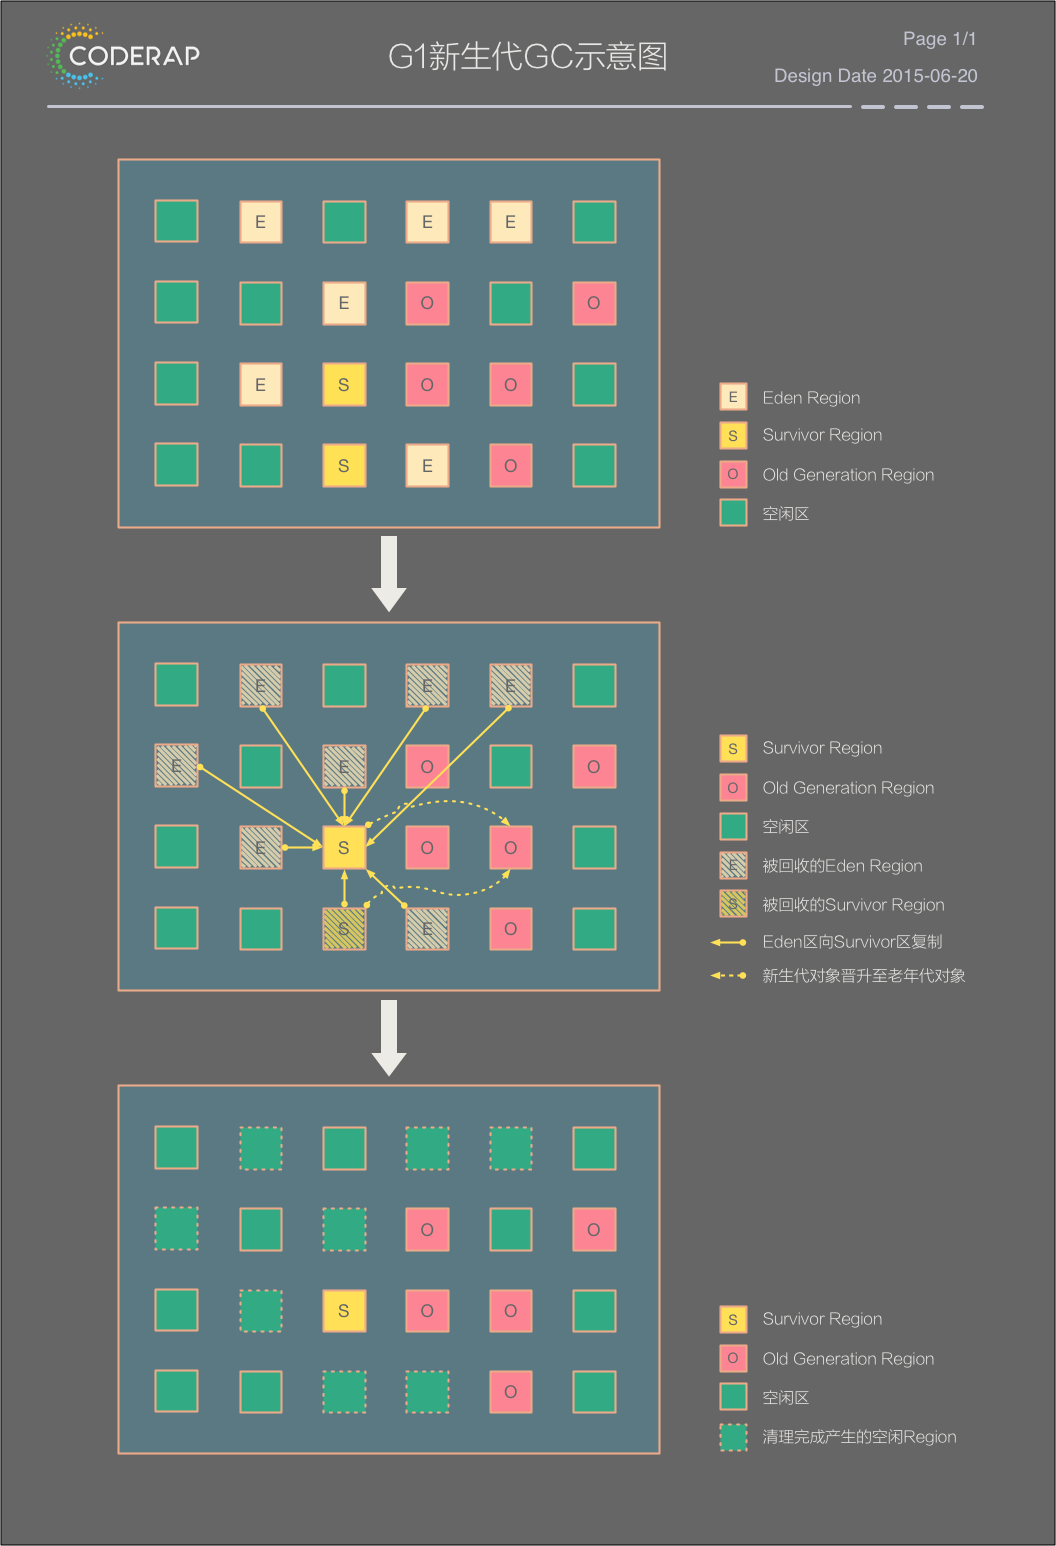 CODERAP
G1新生代GC示意图
Page 1/1
Design Date 2015-06-20
E E E
E O O
E S O O
S E O
E Eden Region
S Survivor Region
O Old Generation Region
空闲区
E E E
E E O O
E S O O
S E O
S Survivor Region
O Old Generation Region
空闲区
E 被回收的Eden Region
S 被回收的Survivor Region
Eden区向Survivor区复制
新生代对象晋升至老年代对象
O O
S O O
O
S Survivor Region
O Old Generation Region
空闲区
清理完成产生的空闲Region